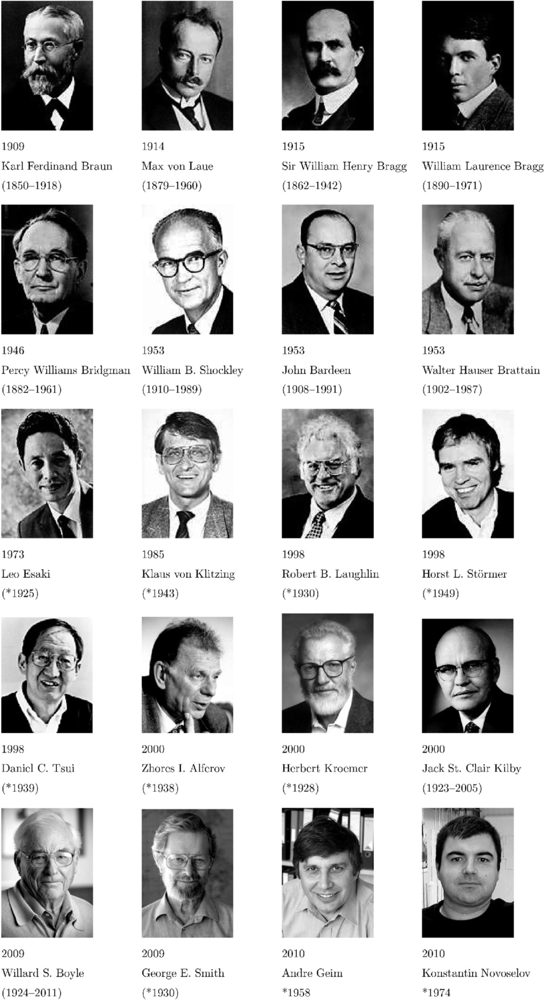 1909
Karl Ferdinand Braun
(1850–1918)
1914
Max von Laue
(1879–1960)
1915
Sir William Henry Bragg
(1862–1942)
1915
William Laurence Bragg
(1890–1971)
1946
Percy Williams Bridgman
(1882–1961)
1953
William B. Shockley
(1910–1989)
1953
John Bardeen
(1908–1991)
1953
Walter Hauser Brattain
(1902–1987)
1973
Leo Esaki
(*1925)
1985
Klaus von Klitzing
(*1943)
1998
Robert B. Laughlin
(*1930)
1998
Horst L. Störmer
(*1949)
1998
Daniel C. Tsui
(*1939)
2000
Zhores I. Alferov
(*1938)
2000
Herbert Kroemer
(*1928)
2000
Jack St. Clair Kilby
(1923–2005)
2009
Willard S. Boyle
(1924–2011)
2009
George E. Smith
(*1930)
2010
Andre Geim
*1958
2010
Konstantin Novoselov
*1974